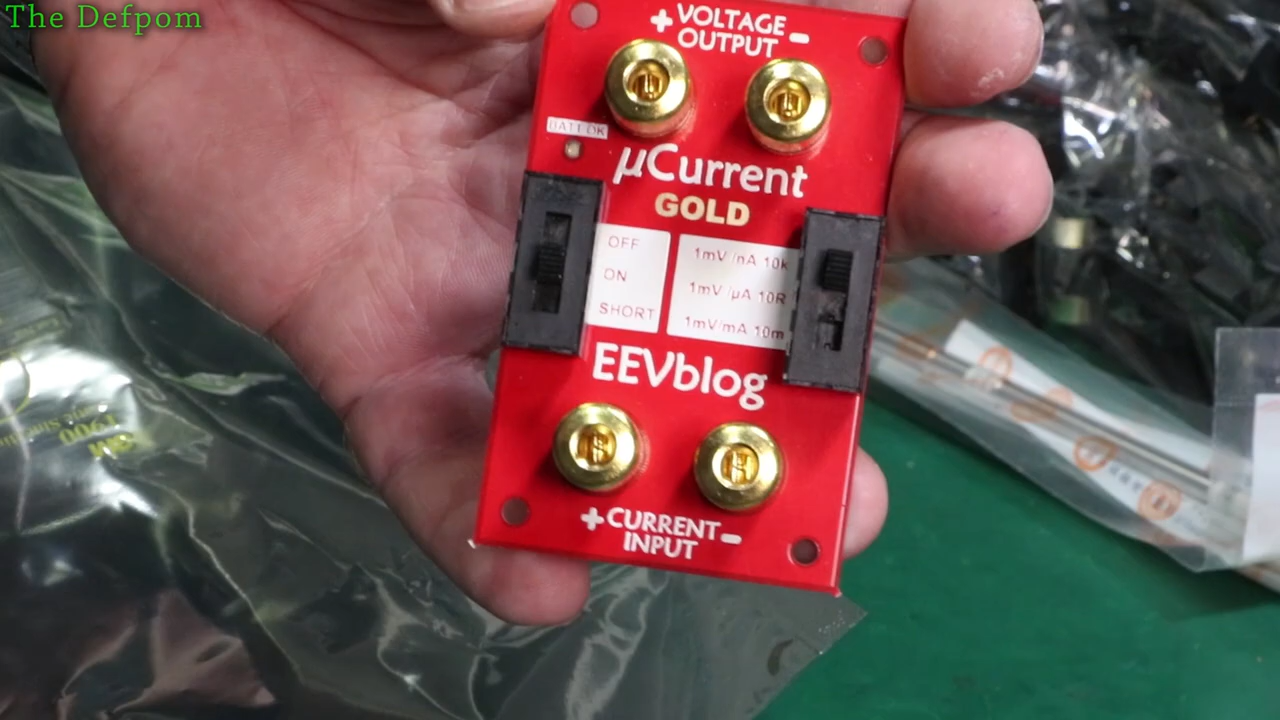 The Defpom
+ VOLTAGE -
OUTPUT
BATT OK
µCurrent
GOLD
OFF
ON
SHORT
1mV/nA 10k
1mV/µA 10R
1mV/mA 10m
EEVblog
+ CURRENT -
INPUT